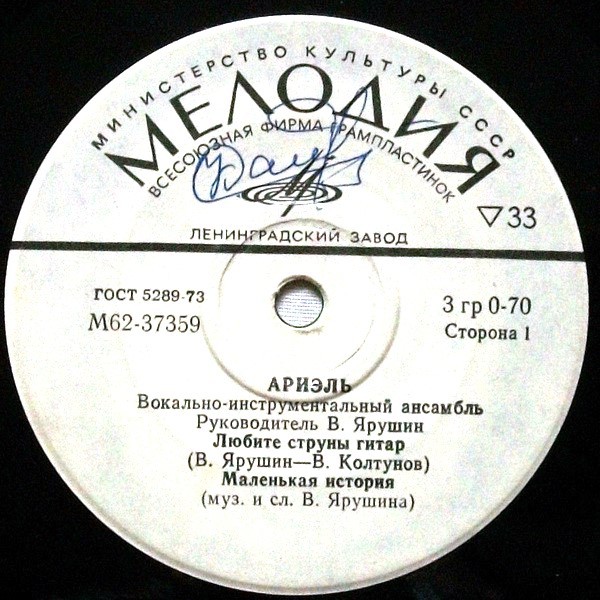 МИНИСТЕРСТВО КУЛЬТУРЫ СССР
МЕЛОДИЯ
ВСЕСОЮЗНАЯ ФИРМА ГРАМПЛАСТИНОК
▽33
ЛЕНИНГРАДСКИЙ ЗАВОД
ГОСТ 5289-73
М62-37359
3 гр 0-70
Сторона 1
АРИЭЛЬ
Вокально-инструментальный ансамбль
Руководитель В. Ярушин
Любите струны гитар
(В. Ярушин—В. Колтунов)
Маленькая история
(муз. и сл. В. Ярушина)